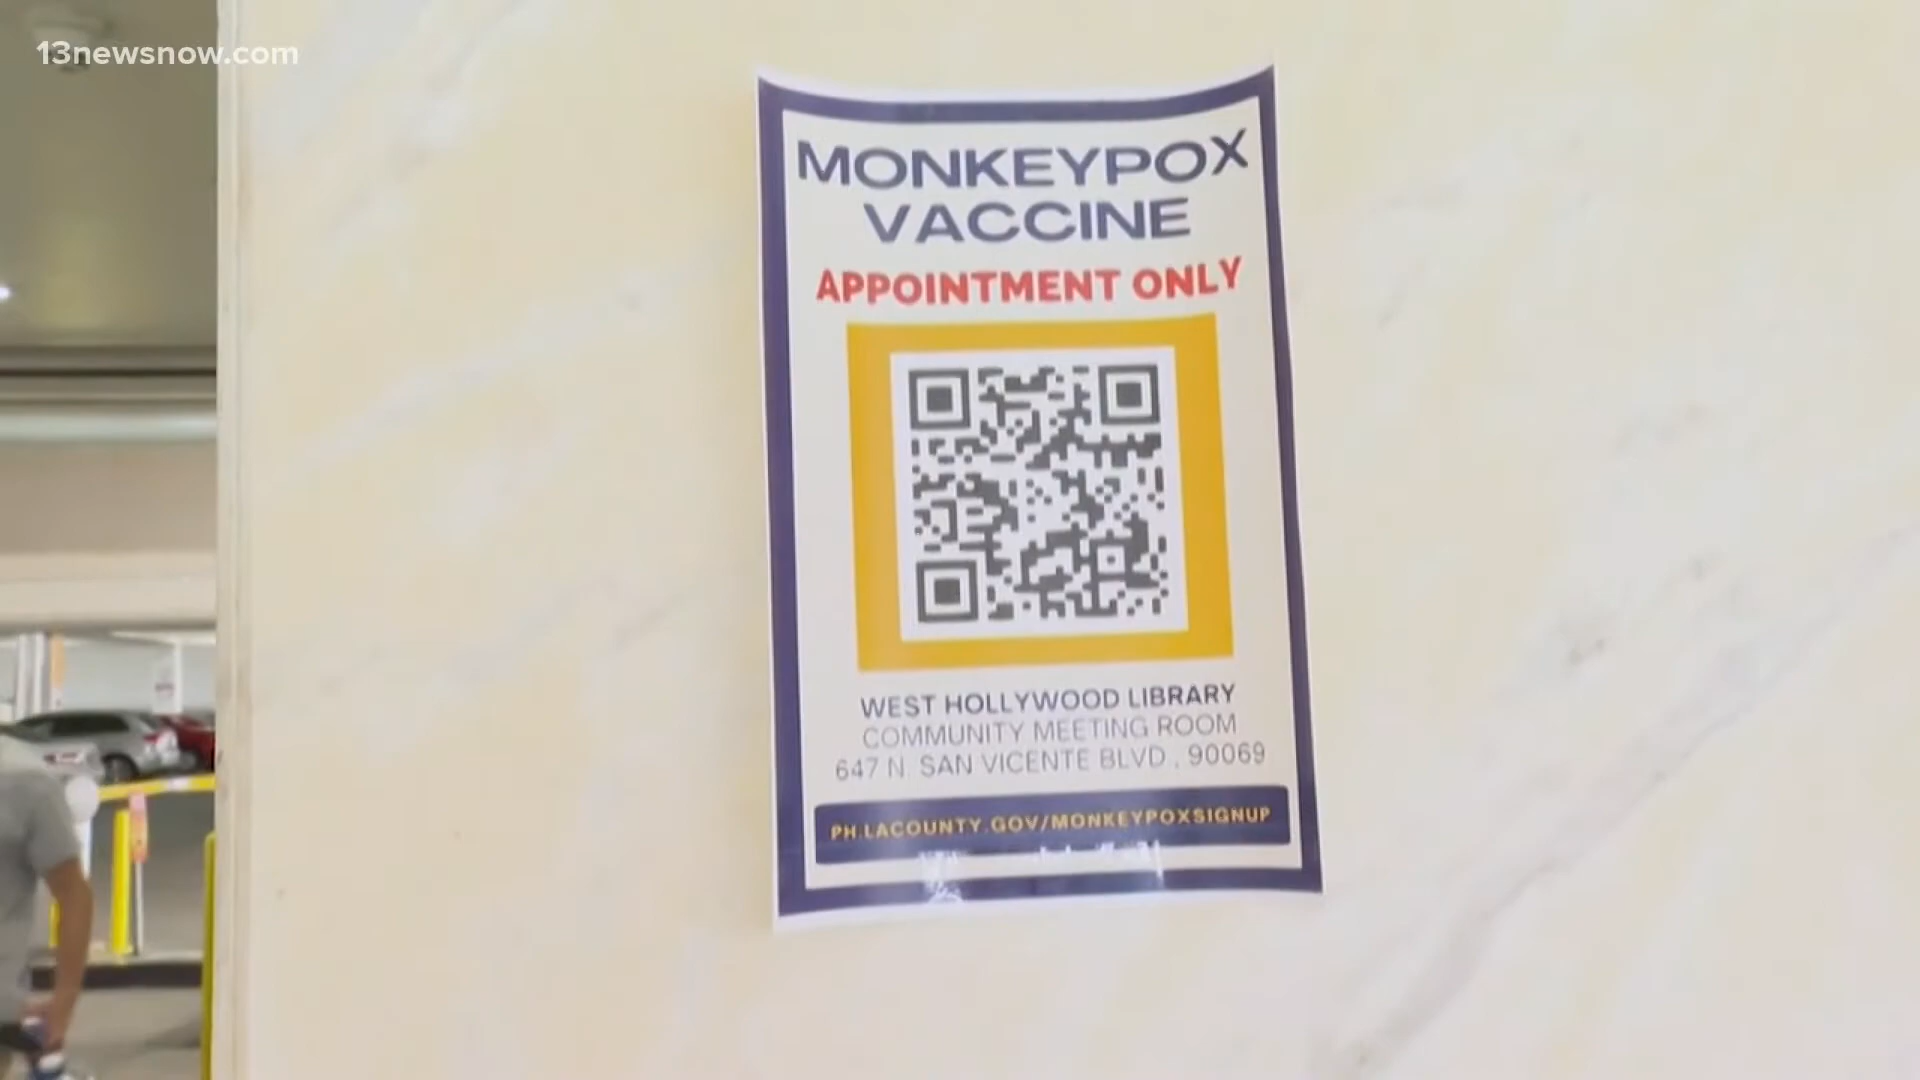 13newsnow.com
MONKEYPOX
VACCINE
APPOINTMENT ONLY
WEST HOLLYWOOD LIBRARY
COMMUNITY MEETING ROOM
647 N. SAN VICENTE BLVD., 90069
PH.LACOUNTY.GOV/MONKEYPOXSIGNUP